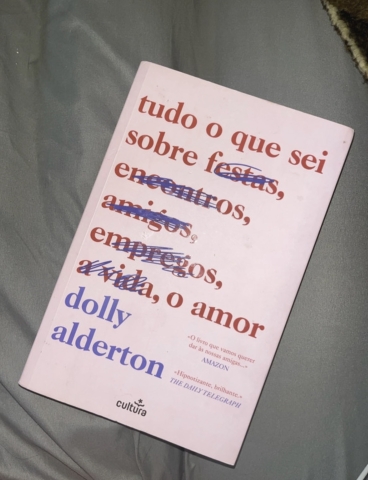 tudo o que sei
sobre festas,
encontros,
amigos,
empregos,
a vida, o amor
dolly
alderton
«O livro que vamos querer
dar às nossas amigas...»
AMAZON
«Hipnotizante, brilhante.»
THE DAILY TELEGRAPH
cultura